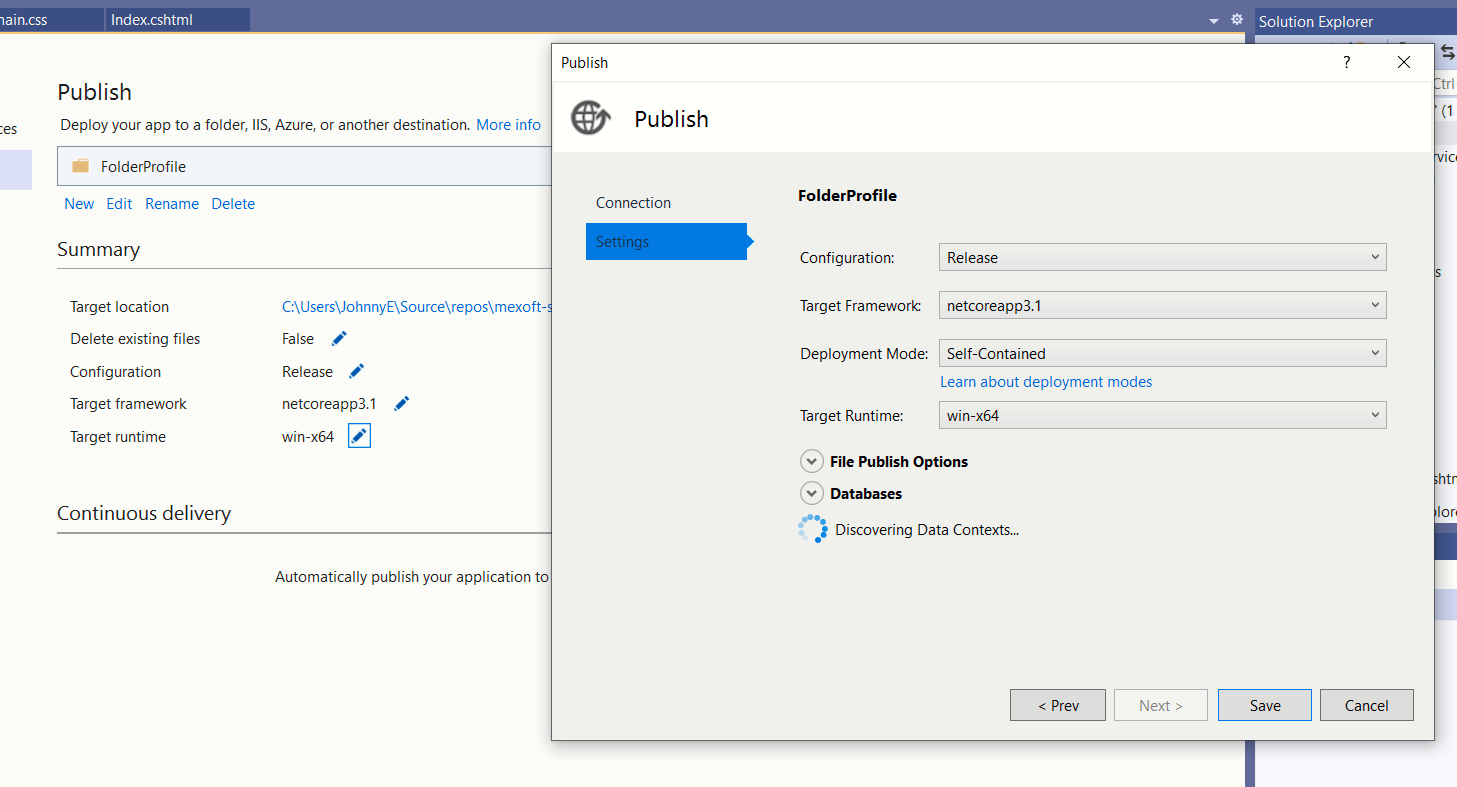 Index.cshtml
Solution Explorer
Publish
Deploy your app to a folder, IIS, Azure, or another destination. More info
FolderProfile
New Edit Rename Delete
Summary
Target location C:\Users\JohnnyE\Source\repos\mexoft-s
Delete existing files False
Configuration Release
Target framework netcoreapp3.1
Target runtime win-x64
Continuous delivery
Automatically publish your application to
Publish ?
Publish
Connection
Settings
FolderProfile
Configuration: Release
Target Framework: netcoreapp3.1
Deployment Mode: Self-Contained
Learn about deployment modes
Target Runtime: win-x64
File Publish Options
Databases
Discovering Data Contexts...
< Prev Next > Save Cancel